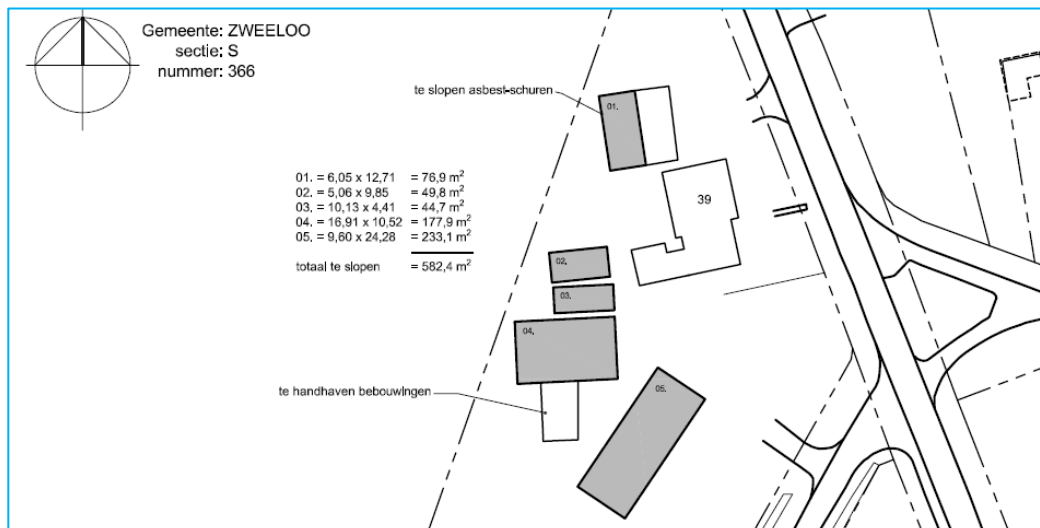 Gemeente: ZWEELOO
sectie: S
nummer: 366
te slopen asbest-schuren
01.
01. = 6,05 x 12,71 = 76,9 m²
02. = 5,06 x 9,85 = 49,8 m²
03. = 10,13 x 4,41 = 44,7 m²
04. = 16,91 x 10,52 = 177,9 m²
05. = 9,60 x 24,28 = 233,1 m²
totaal te slopen = 582,4 m²
39
02.
03.
04.
05.
te handhaven bebouwingen